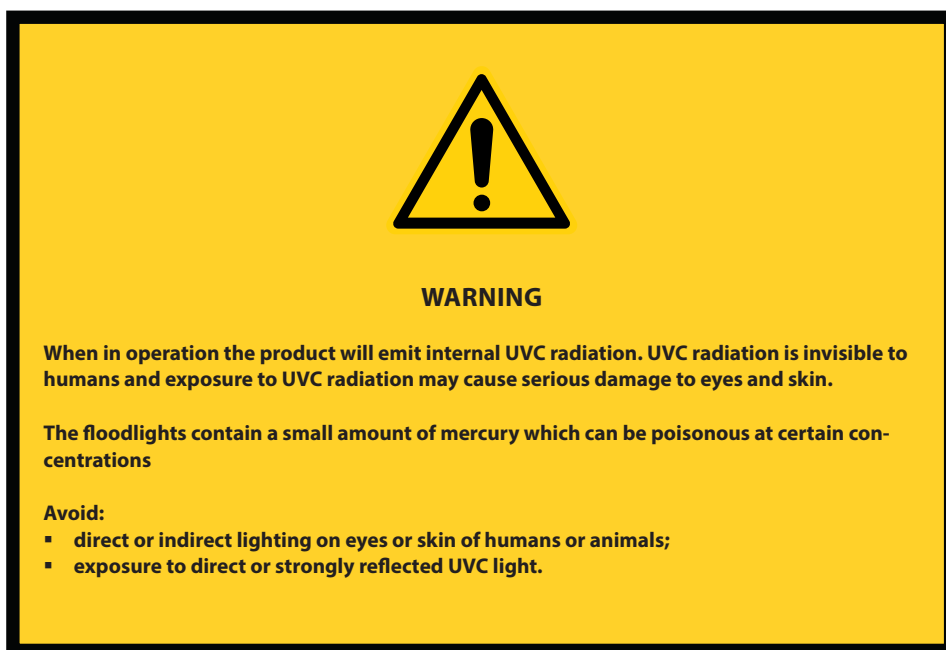 WARNING
When in operation the product will emit internal UVC radiation. UVC radiation is invisible to
humans and exposure to UVC radiation may cause serious damage to eyes and skin.
The floodlights contain a small amount of mercury which can be poisonous at certain con-
centrations
Avoid:
▪ direct or indirect lighting on eyes or skin of humans or animals;
▪ exposure to direct or strongly reflected UVC light.